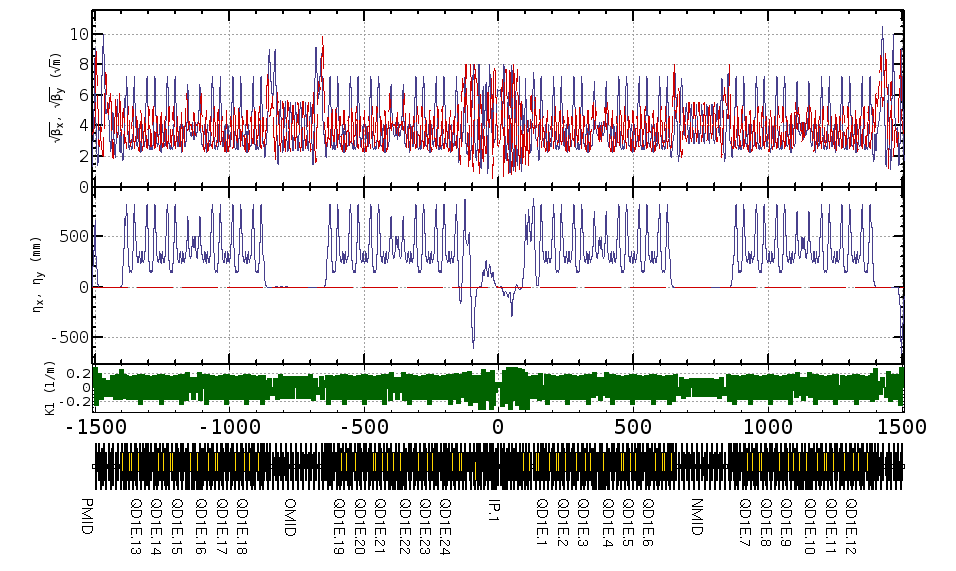 √βx, √βy (√m)
10
8
6
4
2
0
ηx, ηy (mm)
500
0
-500
K1 (1/m)
0.2
0
-0.2
-1500 -1000 -500 0 500 1000 1500
PMID QD1E.13 QD1E.14 QD1E.15 QD1E.16 QD1E.17 QD1E.18 OMID QD1E.19 QD1E.20 QD1E.21 QD1E.22 QD1E.23 QD1E.24 IP.1 QD1E.1 QD1E.2 QD1E.3 QD1E.4 QD1E.5 QD1E.6 NMID QD1E.7 QD1E.8 QD1E.9 QD1E.10 QD1E.11 QD1E.12